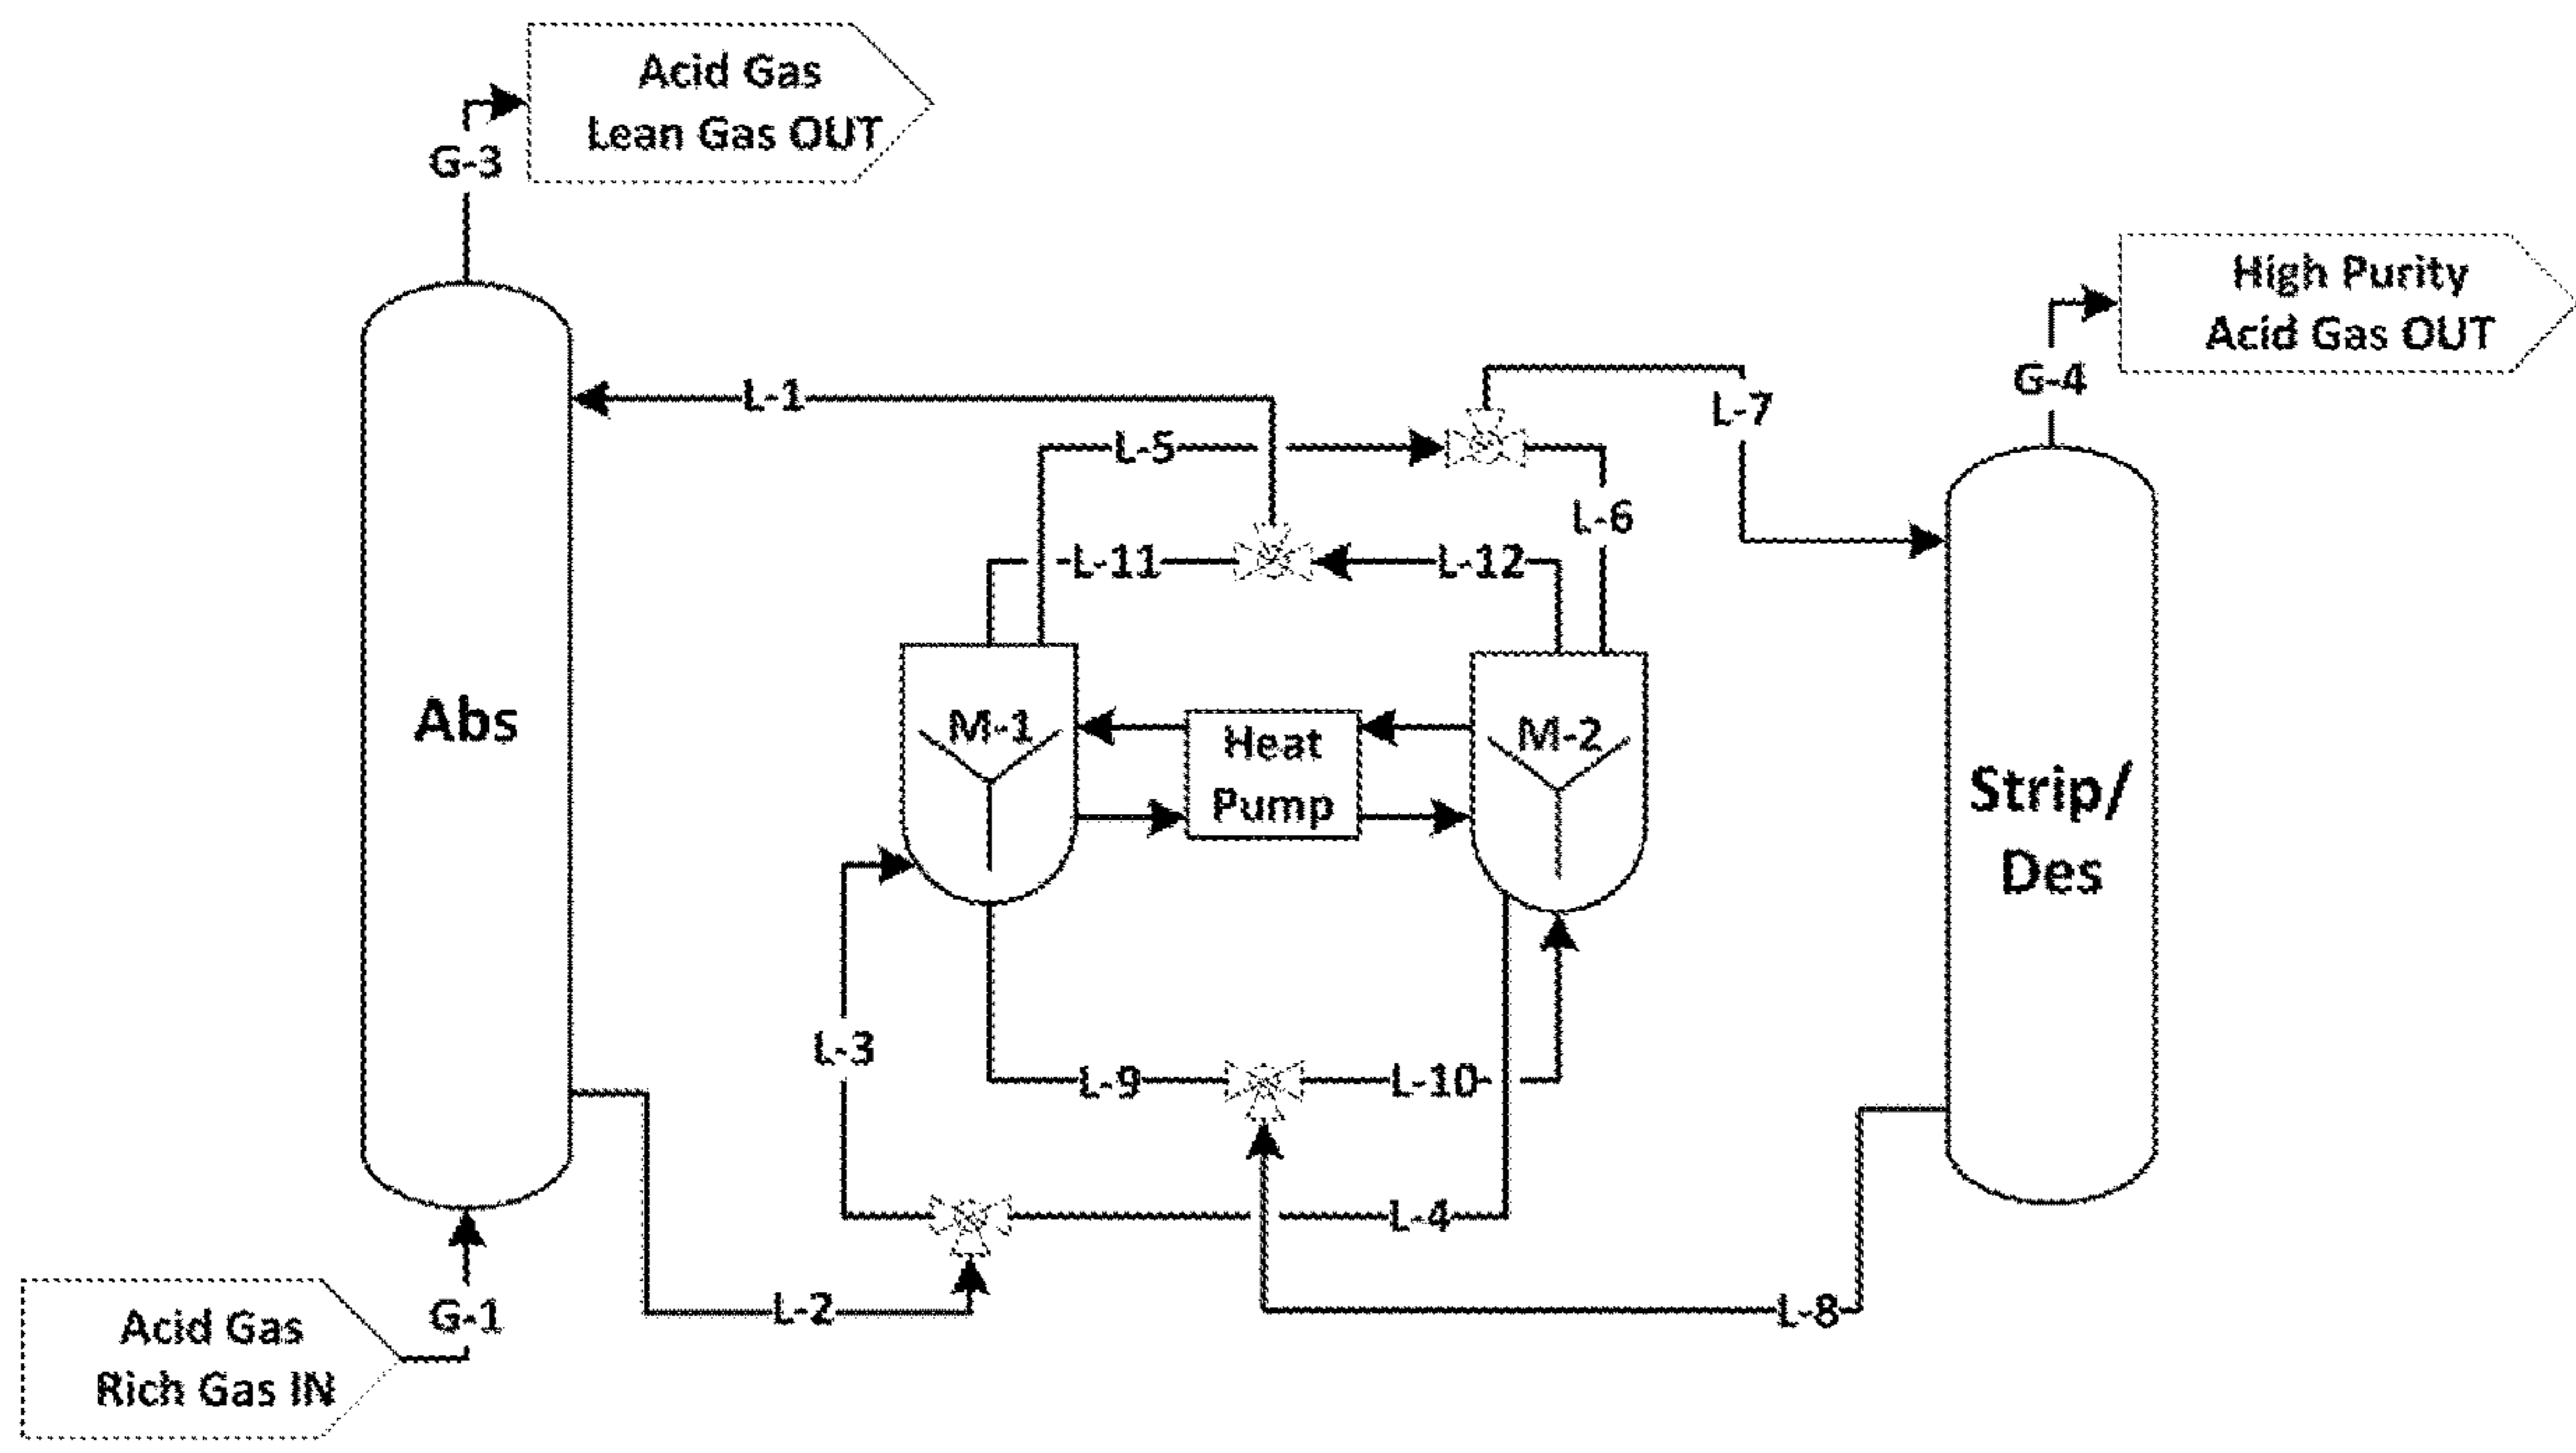 Acid Gas
Lean Gas OUT
G-3
High Purity
Acid Gas OUT
G-4
L-1
L-7
L-5
L-6
L-11
L-12
Abs
M-1
Heat
Pump
M-2
Strip/
Des
L-3
L-9
L-10
L-4
L-2
L-8
G-1
Acid Gas
Rich Gas IN